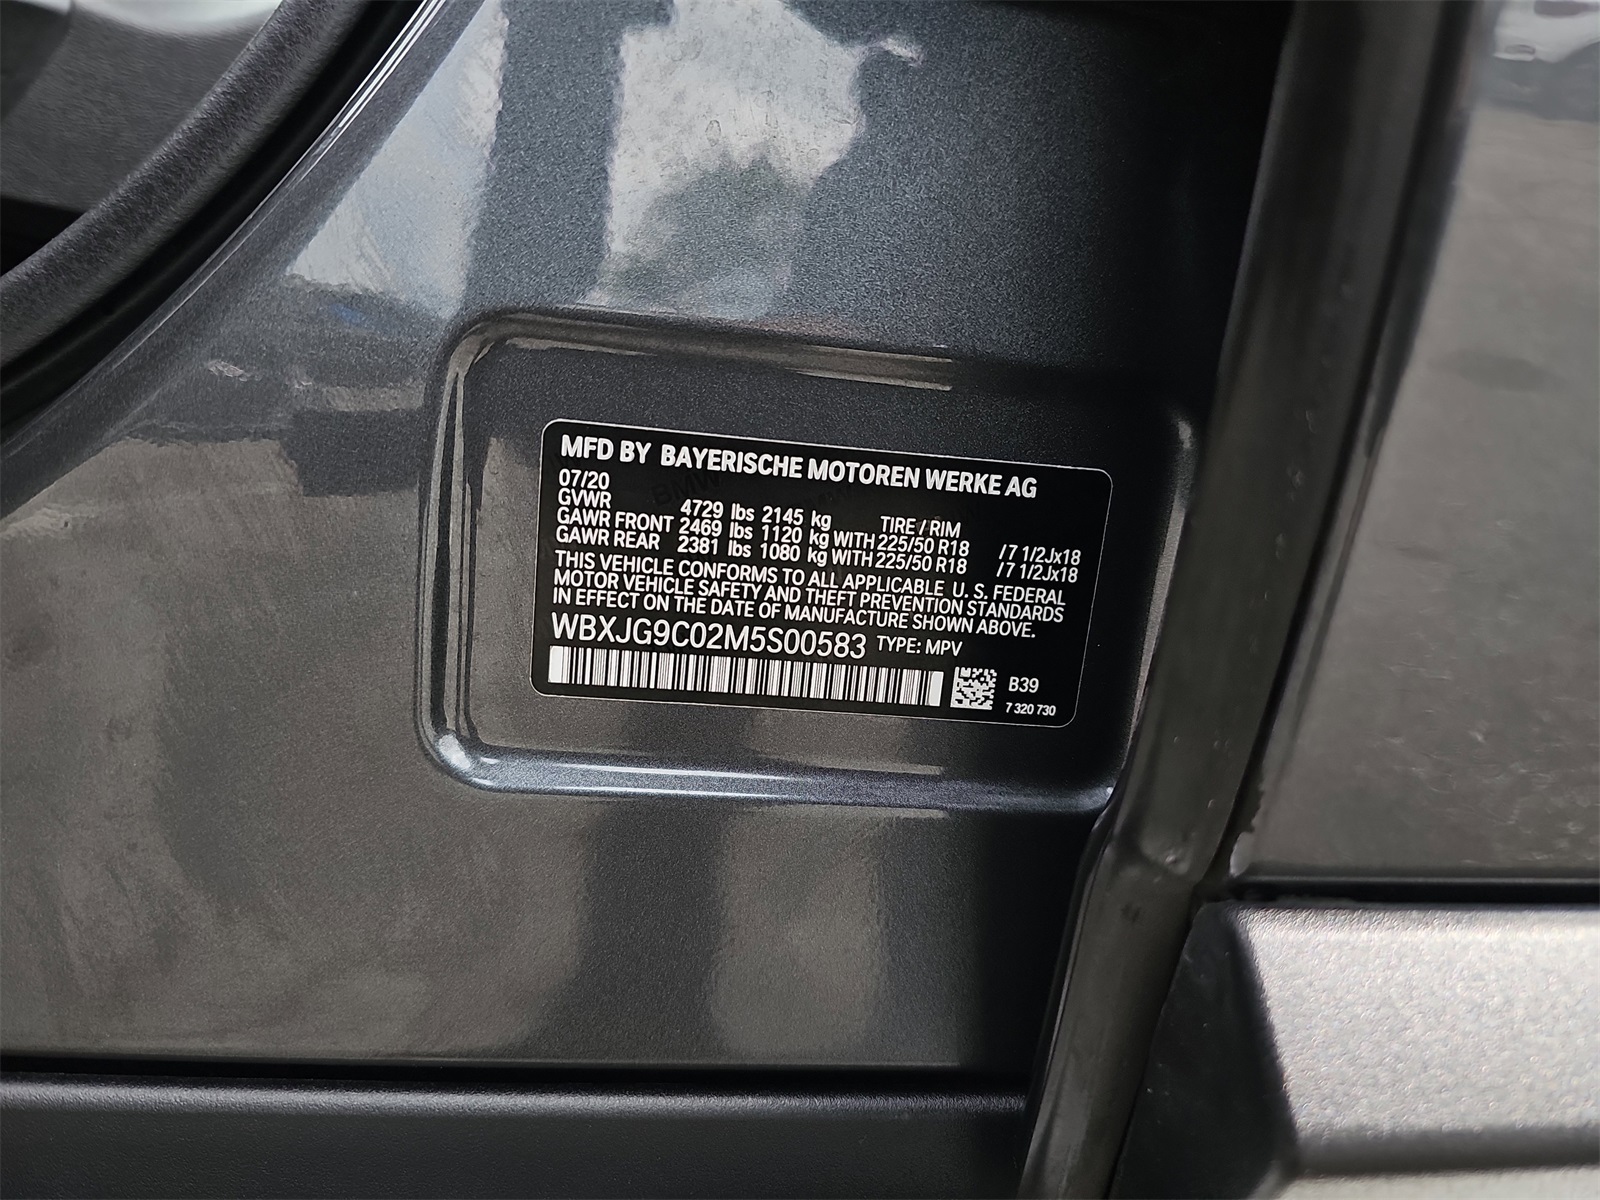 MFD BY BAYERISCHE MOTOREN WERKE AG
07/20
GVWR 4729 lbs 2145 kg TIRE / RIM
GAWR FRONT 2469 lbs 1120 kg WITH 225/50 R18 / 7 1/2Jx18
GAWR REAR 2381 lbs 1080 kg WITH 225/50 R18 / 7 1/2Jx18
THIS VEHICLE CONFORMS TO ALL APPLICABLE U. S. FEDERAL
MOTOR VEHICLE SAFETY AND THEFT PREVENTION STANDARDS
IN EFFECT ON THE DATE OF MANUFACTURE SHOWN ABOVE.
WBXJG9C02M5S00583 TYPE: MPV
B39
7 320 730